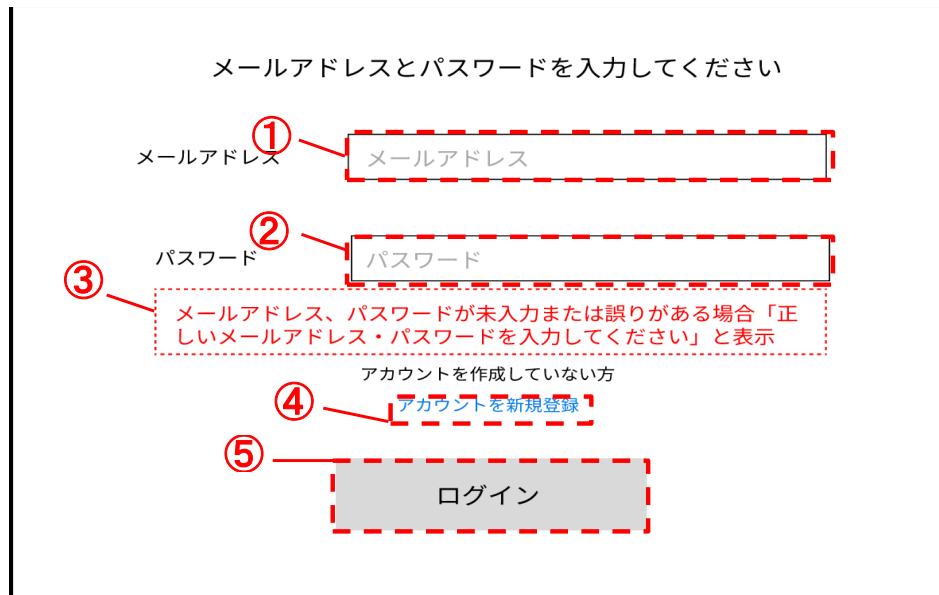 メールアドレスとパスワードを入力してください
①
メールアドレス
メールアドレス
②
パスワード
パスワード
③
メールアドレス、パスワードが未入力または誤りがある場合「正
しいメールアドレス・パスワードを入力してください」と表示
アカウントを作成していない方
④
アカウントを新規登録
⑤
ログイン